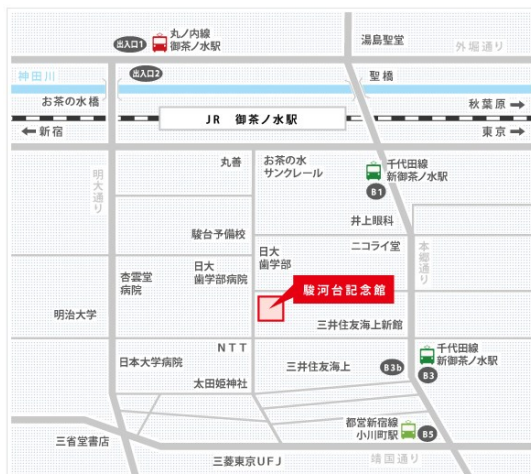 丸ノ内線
御茶ノ水駅
出入口1
湯島聖堂
外堀通り
神田川
出入口2
聖橋
お茶の水橋
秋葉原→
JR 御茶ノ水駅
←新宿
東京→
丸善
お茶の水
サンクレール
千代田線
新御茶ノ水駅
B1
明大通り
井上眼科
駿台予備校
ニコライ堂
日大
歯学部
本郷通り
日大
歯学部病院
杏雲堂
病院
駿河台記念館
明治大学
三井住友海上新館
NTT
千代田線
新御茶ノ水駅
日本大学病院
三井住友海上
B3b
B3
太田姫神社
都営新宿線
小川町駅
B5
三省堂書店
三菱東京UFJ
靖国通り